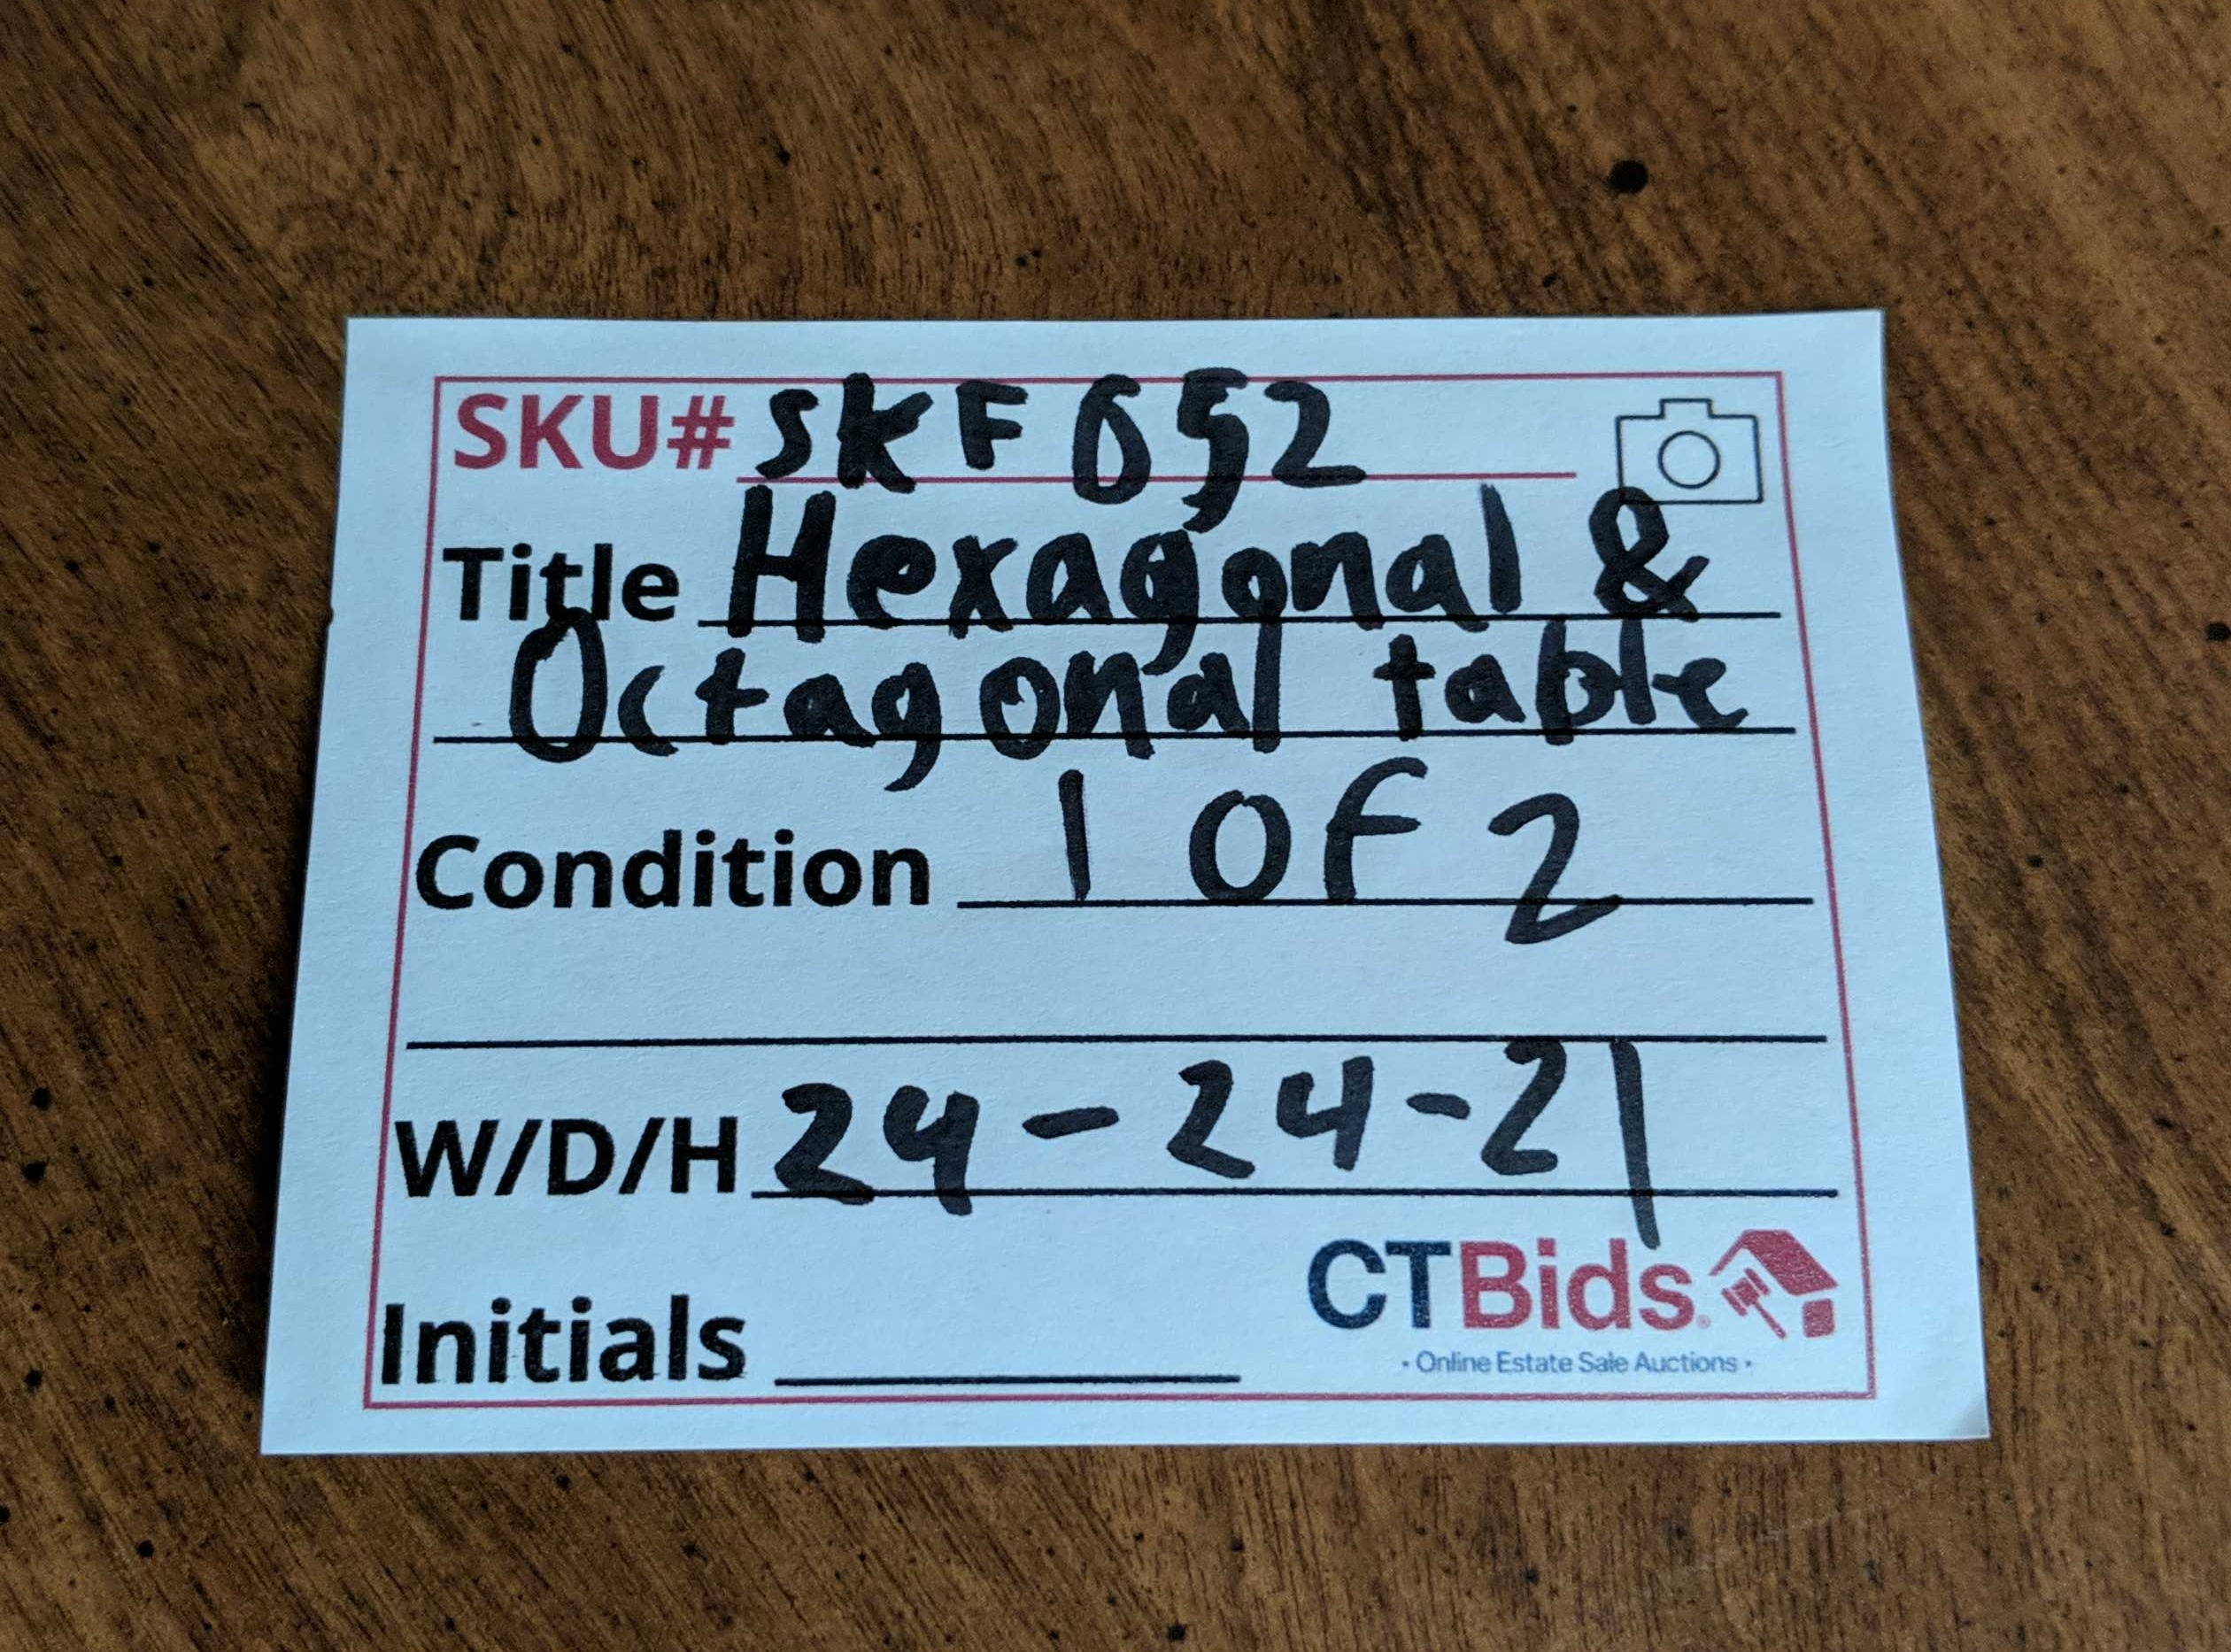 SKU# SKF 052
Title Hexagonal &
Octagonal table
Condition 1 of 2
W/D/H 24-24-21
Initials
CTBids®
• Online Estate Sale Auctions •